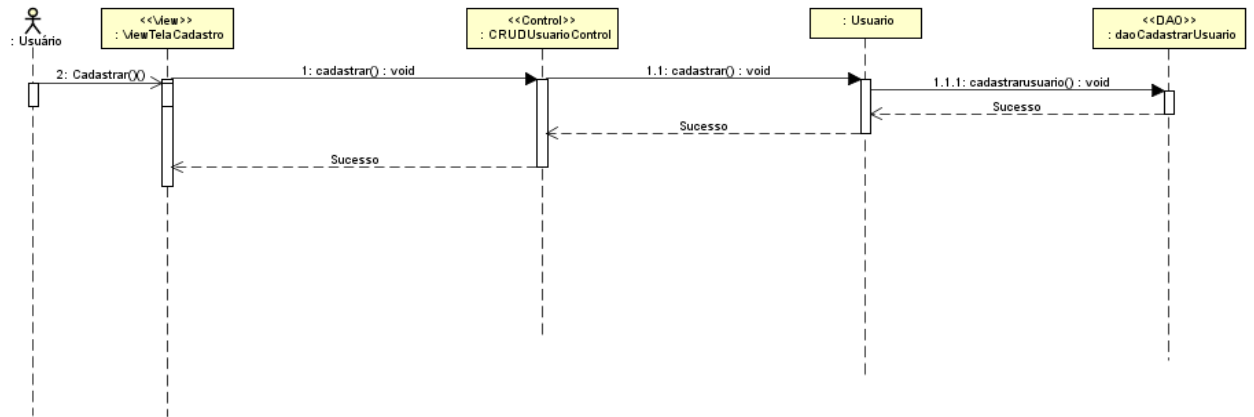 <<View>>
: ViewTelaCadastro
<<Control>>
: CRUDUsuarioControl
: Usuario
<<DAO>>
: daoCadastrarUsuario
: Usuário
2: Cadastrar()()
1: cadastrar() : void
1.1: cadastrar() : void
1.1.1: cadastrarusuario() : void
Sucesso
Sucesso
Sucesso